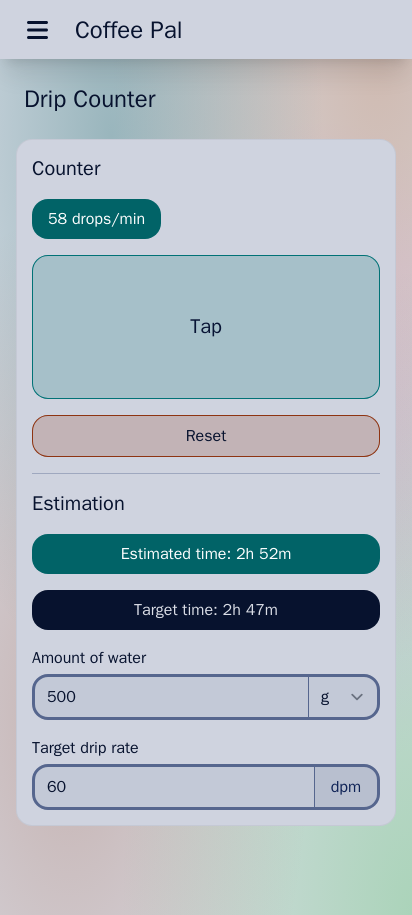 Coffee Pal
Drip Counter
Counter
58 drops/min
Tap
Reset
Estimation
Estimated time: 2h 52m
Target time: 2h 47m
Amount of water
500 g
Target drip rate
60 dpm